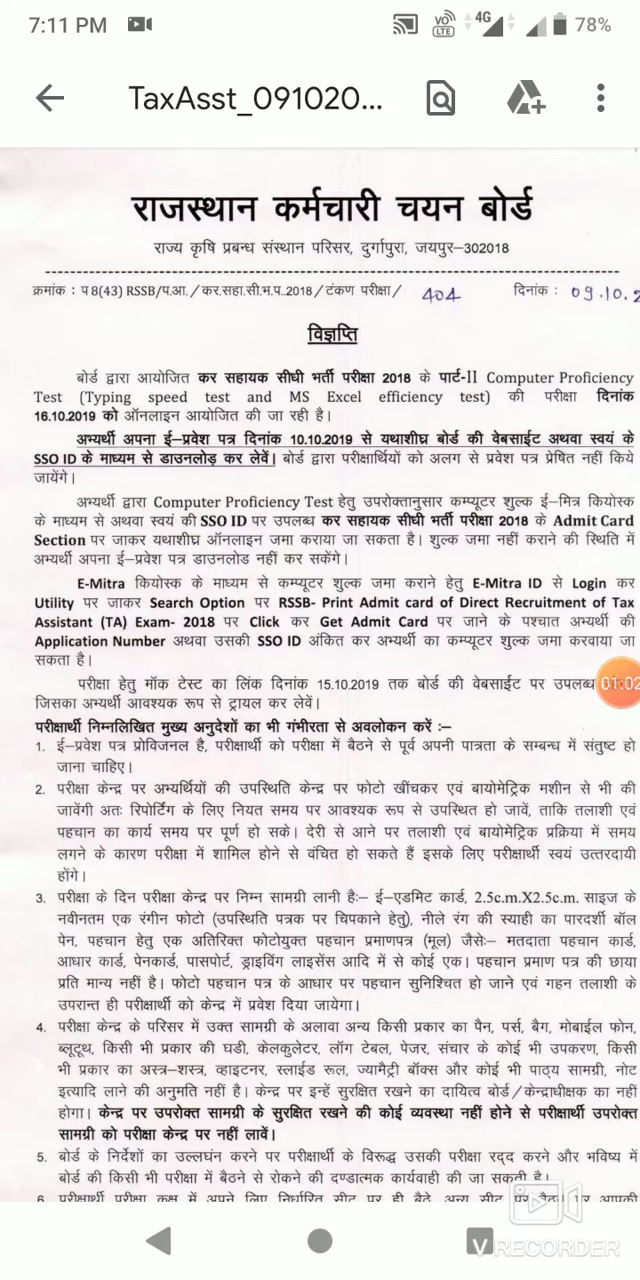 7:11 PM 4G 78%
VO LTE
TaxAsst_091020...
राजस्थान कर्मचारी चयन बोर्ड
राज्य कृषि प्रबन्ध संस्थान परिसर, दुर्गापुरा, जयपुर–302018
क्रमांक : प 8(43) RSSB/प.आ./कर.सहा.सी.भ.प..2018/टंकण परीक्षा/ 404 दिनांक : 09.10.2
विज्ञप्ति
बोर्ड द्वारा आयोजित कर सहायक सीधी भर्ती परीक्षा 2018 के पार्ट-II Computer Proficiency
Test (Typing speed test and MS Excel efficiency test) की परीक्षा दिनांक
16.10.2019 को ऑनलाइन आयोजित की जा रही है।
अभ्यर्थी अपना ई–प्रवेश पत्र दिनांक 10.10.2019 से यथाशीघ्र बोर्ड की वेबसाईट अथवा स्वयं के
SSO ID के माध्यम से डाउनलोड़ कर लेवें। बोर्ड द्वारा परीक्षार्थियों को अलग से प्रवेश पत्र प्रेषित नहीं किये
जायेंगे।
अभ्यर्थी द्वारा Computer Proficiency Test हेतु उपरोक्तानुसार कम्प्यूटर शुल्क ई–मित्र कियोस्क
के माध्यम से अथवा स्वयं की SSO ID पर उपलब्ध कर सहायक सीधी भर्ती परीक्षा 2018 के Admit Card
Section पर जाकर यथाशीघ्र ऑनलाइन जमा कराया जा सकता है। शुल्क जमा नहीं कराने की स्थिति में
अभ्यर्थी अपना ई–प्रवेश पत्र डाउनलोड नहीं कर सकेंगे।
E-Mitra कियोस्क के माध्यम से कम्प्यूटर शुल्क जमा कराने हेतु E-Mitra ID से Login कर
Utility पर जाकर Search Option पर RSSB- Print Admit card of Direct Recruitment of Tax
Assistant (TA) Exam- 2018 पर Click कर Get Admit Card पर जाने के पश्चात अभ्यर्थी की
Application Number अथवा उसकी SSO ID अंकित कर अभ्यर्थी का कम्प्यूटर शुल्क जमा करवाया जा
सकता है।
परीक्षा हेतु मॉक टेस्ट का लिंक दिनांक 15.10.2019 तक बोर्ड की वेबसाईट पर उपलब्ध 01:02
जिसका अभ्यर्थी आवश्यक रूप से ट्रायल कर लेवें।
परीक्षार्थी निम्नलिखित मुख्य अनुदेशों का भी गंभीरता से अवलोकन करें :–
1. ई–प्रवेश पत्र प्रोविजनल है, परीक्षार्थी को परीक्षा में बैठने से पूर्व अपनी पात्रता के सम्बन्ध में संतुष्ट हो
जाना चाहिए।
2. परीक्षा केन्द्र पर अभ्यर्थियों की उपस्थिति केन्द्र पर फोटो खींचकर एवं बायोमेट्रिक मशीन से भी की
जावेंगी अतः रिपोर्टिंग के लिए नियत समय पर आवश्यक रूप से उपस्थित हो जावें, ताकि तलाशी एवं
पहचान का कार्य समय पर पूर्ण हो सके। देरी से आने पर तलाशी एवं बायोमेट्रिक प्रक्रिया में समय
लगने के कारण परीक्षा में शामिल होने से वंचित हो सकते हैं इसके लिए परीक्षार्थी स्वयं उत्तरदायी
होंगे।
3. परीक्षा के दिन परीक्षा केन्द्र पर निम्न सामग्री लानी है:– ई–एडमिट कार्ड, 2.5c.m.X2.5c.m. साइज के
नवीनतम एक रंगीन फोटो (उपस्थिति पत्रक पर चिपकाने हेतु), नीले रंग की स्याही का पारदर्शी बॉल
पेन, पहचान हेतु एक अतिरिक्त फोटोयुक्त पहचान प्रमाणपत्र (मूल) जैसेः– मतदाता पहचान कार्ड,
आधार कार्ड, पेनकार्ड, पासपोर्ट, ड्राइविंग लाइसेंस आदि में से कोई एक। पहचान प्रमाण पत्र की छाया
प्रति मान्य नहीं है। फोटो पहचान पत्र के आधार पर पहचान सुनिश्चित हो जाने एवं गहन तलाशी के
उपरान्त ही परीक्षार्थी को केन्द्र में प्रवेश दिया जायेगा।
4. परीक्षा केन्द्र के परिसर में उक्त सामग्री के अलावा अन्य किसी प्रकार का पैन, पर्स, बैग, मोबाईल फोन,
ब्लूटूथ, किसी भी प्रकार की घडी, केलकुलेटर, लॉग टेबल, पेजर, संचार के कोई भी उपकरण, किसी
भी प्रकार का अस्त्र–शस्त्र, व्हाइटनर, स्लाईड रूल, ज्यामैट्री बॉक्स और कोई भी पाठ्य सामग्री, नोट
इत्यादि लाने की अनुमति नहीं है। केन्द्र पर इन्हें सुरक्षित रखने का दायित्व बोर्ड/केन्द्राधीक्षक का नहीं
होगा। केन्द्र पर उपरोक्त सामग्री के सुरक्षित रखने की कोई व्यवस्था नहीं होने से परीक्षार्थी उपरोक्त
सामग्री को परीक्षा केन्द्र पर नहीं लावें।
5. बोर्ड के निर्देशों का उल्लघंन करने पर परीक्षार्थी के विरूद्ध उसकी परीक्षा रद्द करने और भविष्य में
बोर्ड की किसी भी परीक्षा में बैठने से रोकने की दण्डात्मक कार्यवाही की जा सकती है।
6 परीक्षार्थी परीक्षा कक्ष में अपने लिए निर्धारित सीट पर ही बैठे, अन्य सीट पर
V RECORDER